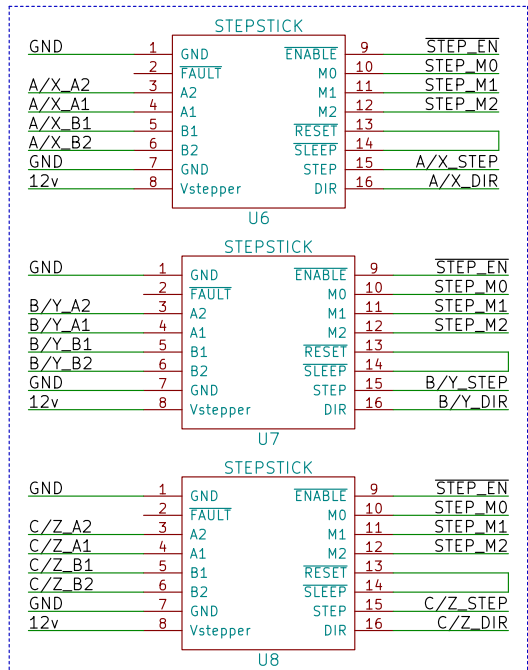 STEPSTICK
GND 1 GND ENABLE 9 STEP_EN
2 FAULT M0 10 STEP_M0
A/X_A2 3 A2 M1 11 STEP_M1
A/X_A1 4 A1 M2 12 STEP_M2
A/X_B1 5 B1 RESET 13
A/X_B2 6 B2 SLEEP 14
GND 7 GND STEP 15 A/X_STEP
12v 8 Vstepper DIR 16 A/X_DIR
U6
STEPSTICK
GND 1 GND ENABLE 9 STEP_EN
2 FAULT M0 10 STEP_M0
B/Y_A2 3 A2 M1 11 STEP_M1
B/Y_A1 4 A1 M2 12 STEP_M2
B/Y_B1 5 B1 RESET 13
B/Y_B2 6 B2 SLEEP 14
GND 7 GND STEP 15 B/Y_STEP
12v 8 Vstepper DIR 16 B/Y_DIR
U7
STEPSTICK
GND 1 GND ENABLE 9 STEP_EN
2 FAULT M0 10 STEP_M0
C/Z_A2 3 A2 M1 11 STEP_M1
C/Z_A1 4 A1 M2 12 STEP_M2
C/Z_B1 5 B1 RESET 13
C/Z_B2 6 B2 SLEEP 14
GND 7 GND STEP 15 C/Z_STEP
12v 8 Vstepper DIR 16 C/Z_DIR
U8